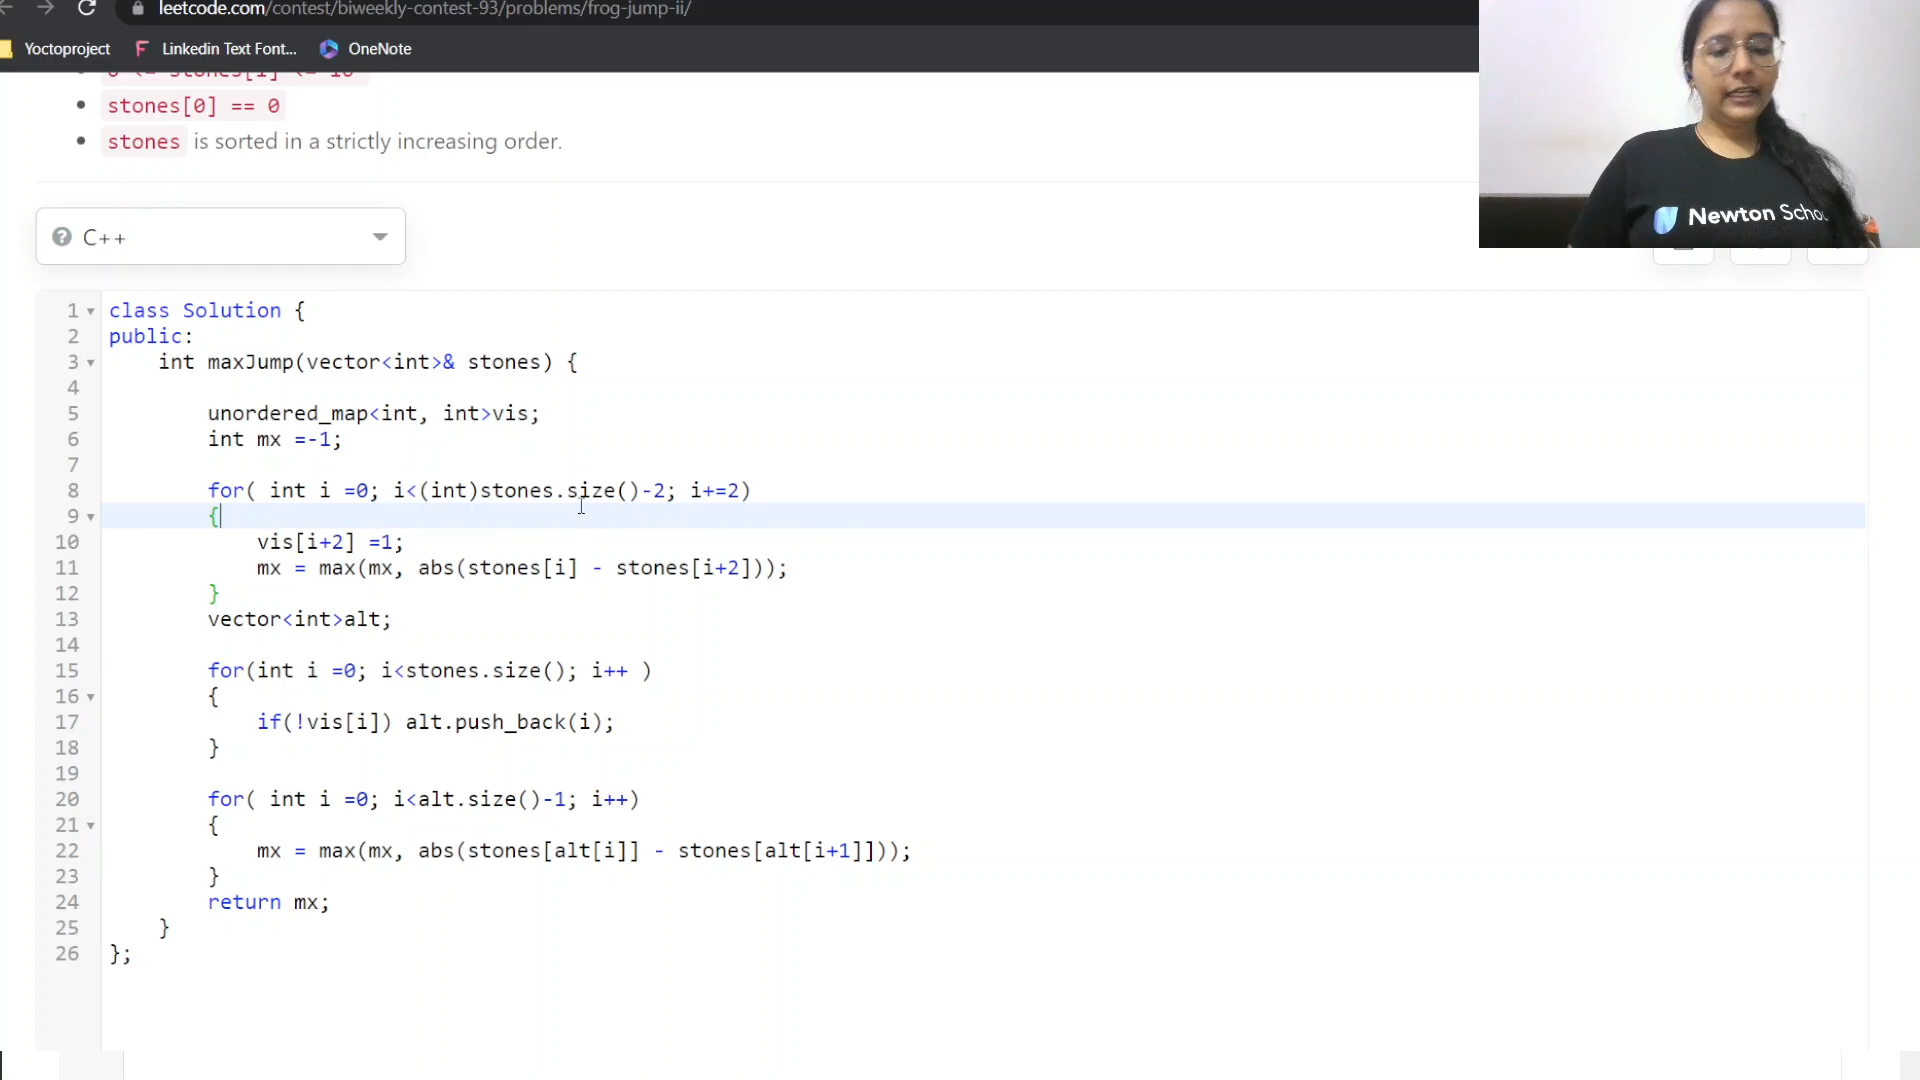 leetcode.com/contest/biweekly-contest-93/problems/frog-jump-ii/
Yoctoproject
Linkedin Text Font...
OneNote
stones[0] == 0
stones is sorted in a strictly increasing order.
Newton Scho
C++
1 class Solution {
2 public:
3 int maxJump(vector<int>& stones) {
4
5 unordered_map<int, int>vis;
6 int mx =-1;
7
8 for( int i =0; i<(int)stones.size()-2; i+=2)
9 {
10 vis[i+2] =1;
11 mx = max(mx, abs(stones[i] - stones[i+2]));
12 }
13 vector<int>alt;
14
15 for(int i =0; i<stones.size(); i++ )
16 {
17 if(!vis[i]) alt.push_back(i);
18 }
19
20 for( int i =0; i<alt.size()-1; i++)
21 {
22 mx = max(mx, abs(stones[alt[i]] - stones[alt[i+1]]));
23 }
24 return mx;
25 }
26 };